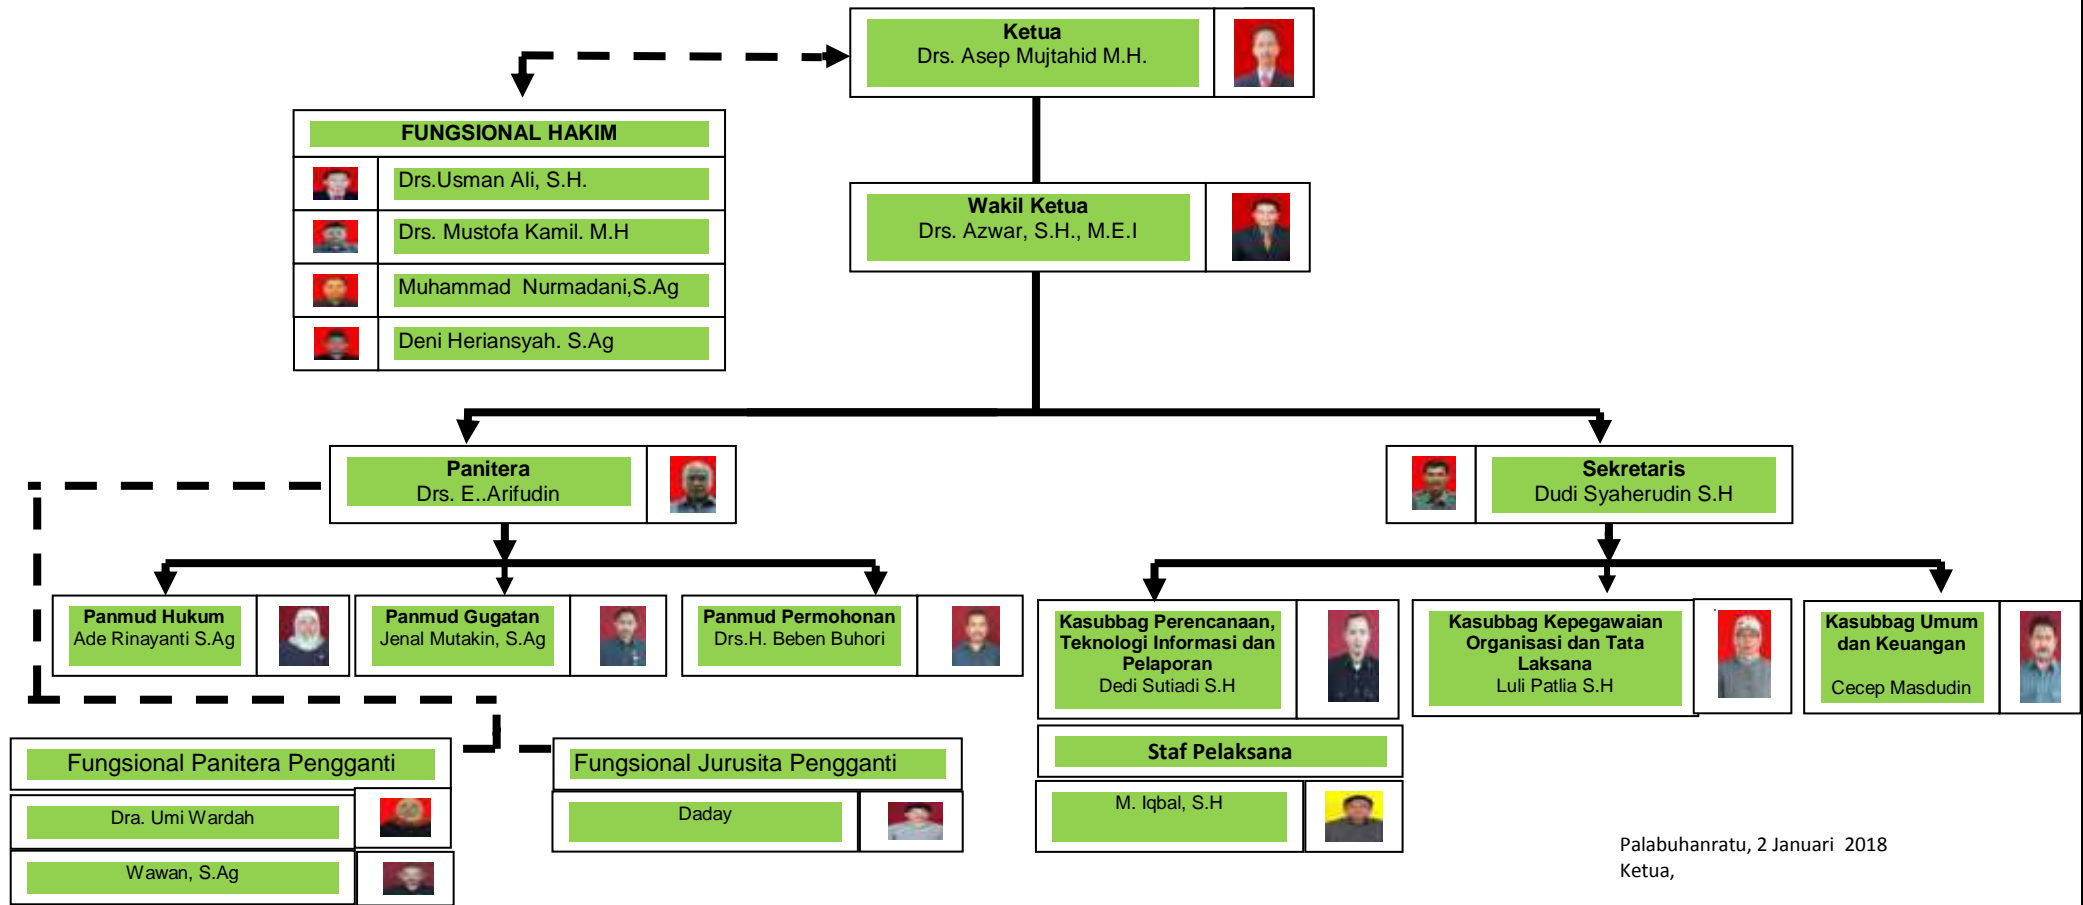 Ketua
Drs. Asep Mujtahid M.H.
FUNGSIONAL HAKIM
Drs.Usman Ali, S.H.
Drs. Mustofa Kamil. M.H
Muhammad  Nurmadani,S.Ag
Deni Heriansyah. S.Ag
Wakil Ketua
Drs. Azwar, S.H., M.E.I
Panitera
Drs. E..Arifudin
Sekretaris
Dudi Syaherudin S.H
Panmud Hukum
Ade Rinayanti S.Ag
Panmud Gugatan
Jenal Mutakin, S.Ag
Panmud Permohonan
Drs.H. Beben Buhori
Kasubbag Perencanaan,
Teknologi Informasi dan
Pelaporan
Dedi Sutiadi S.H
Kasubbag Kepegawaian
Organisasi dan Tata
Laksana
Luli Patlia S.H
Kasubbag Umum
dan Keuangan
Cecep Masdudin
Fungsional Panitera Pengganti
Dra. Umi Wardah
Wawan, S.Ag
Fungsional Jurusita Pengganti
Daday
Staf Pelaksana
M. Iqbal, S.H
Palabuhanratu, 2 Januari  2018
Ketua,